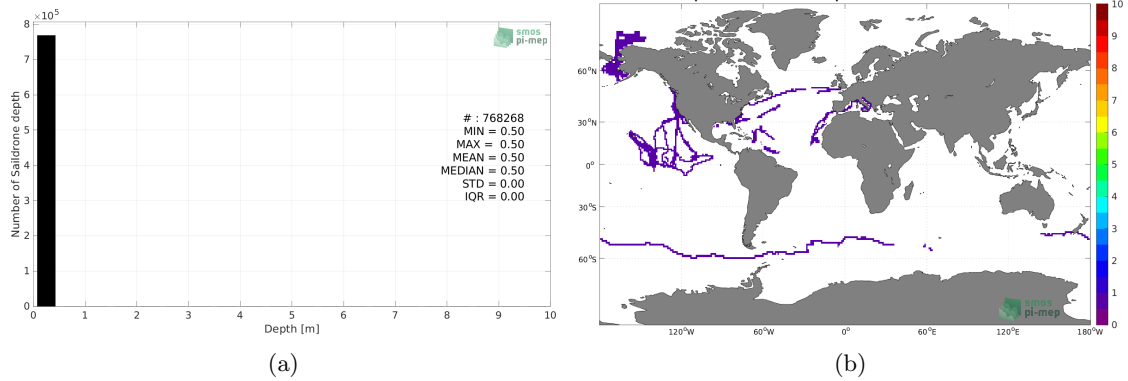 ×10⁵
8
7
6
5
4
3
2
1
0
Number of Saildrone depth
smos
pi-mep
# : 768268
MIN = 0.50
MAX = 0.50
MEAN = 0.50
MEDIAN = 0.50
STD = 0.00
IQR = 0.00
0 1 2 3 4 5 6 7 8 9 10
Depth [m]
(a)
60°N
30°N
0°
30°S
60°S
120°W 60°W 0° 60°E 120°E 180°W
smos
pi-mep
10
9
8
7
6
5
4
3
2
1
0
(b)